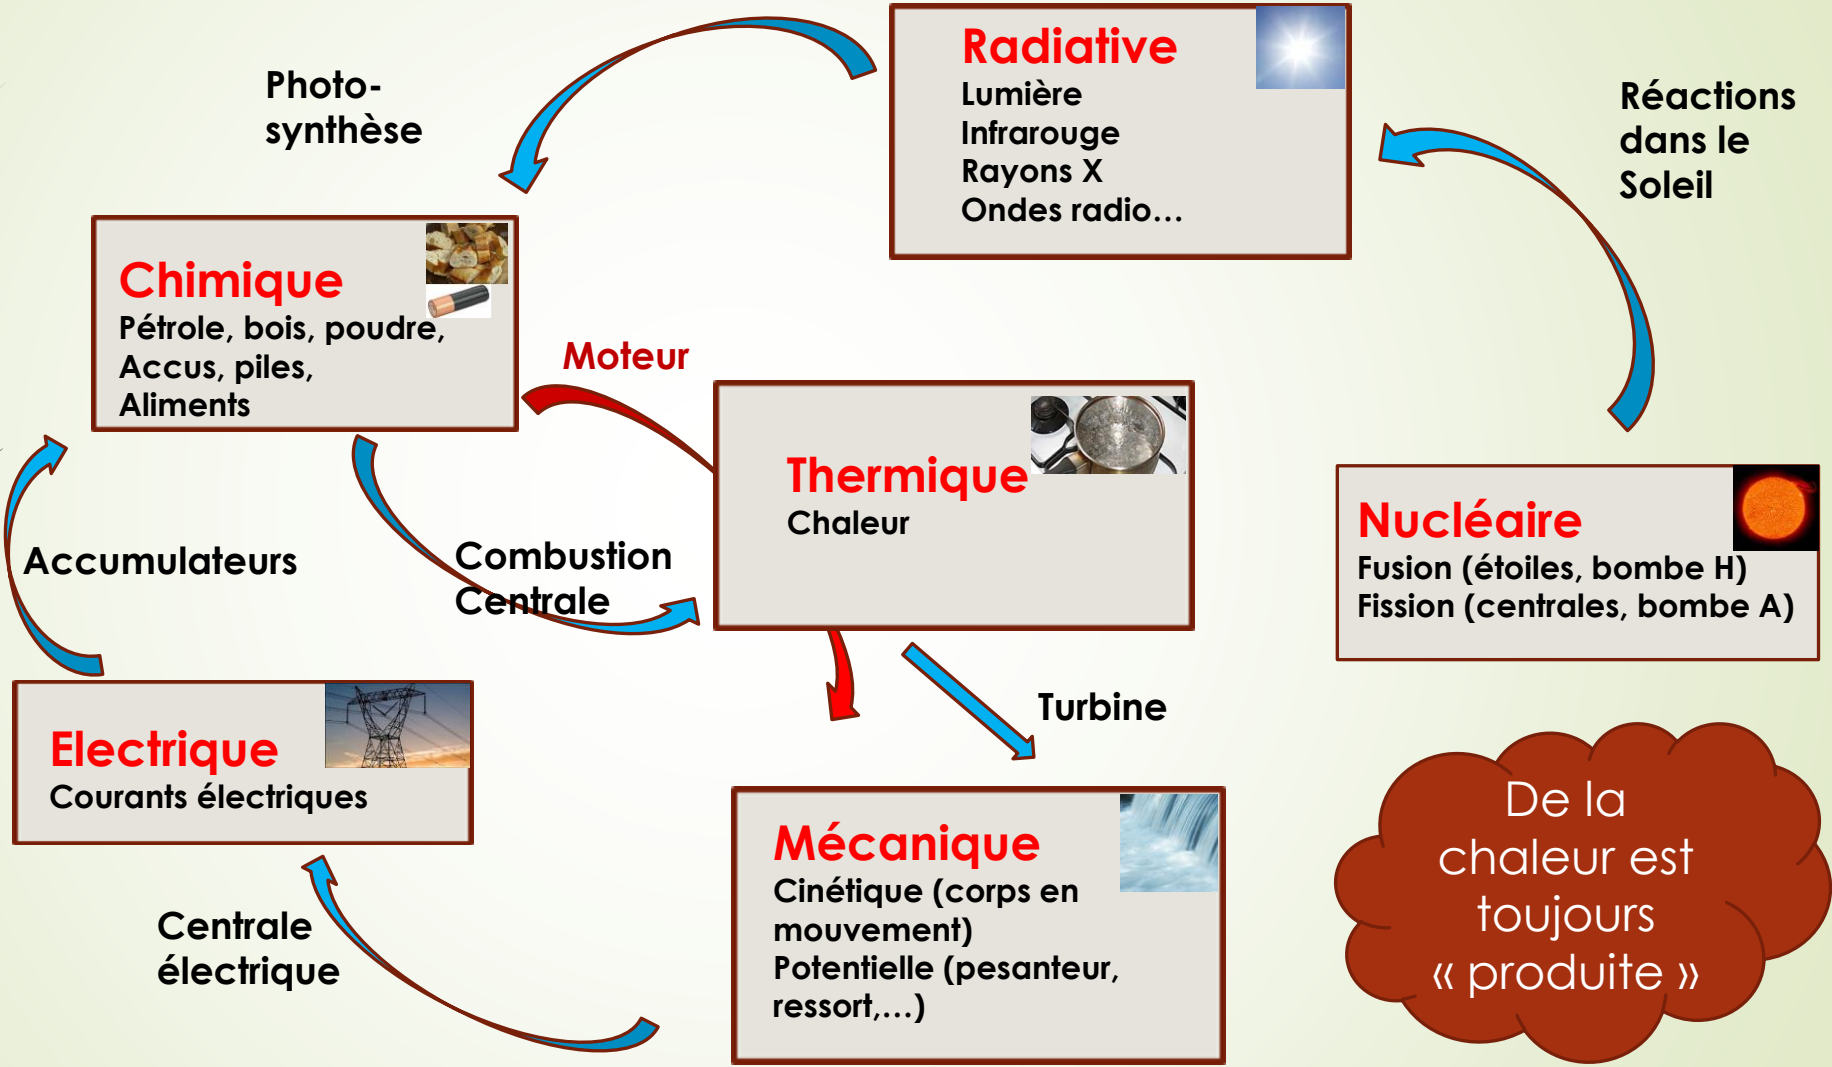 Radiative
Lumière
Infrarouge
Rayons X
Ondes radio…
Photo-
synthèse
Réactions
dans le
Soleil
Chimique
Pétrole, bois, poudre,
Accus, piles,
Aliments
Moteur
Thermique
Chaleur
Nucléaire
Fusion (étoiles, bombe H)
Fission (centrales, bombe A)
Accumulateurs
Combustion
Centrale
Turbine
Electrique
Courants électriques
Mécanique
Cinétique (corps en
mouvement)
Potentielle (pesanteur,
ressort,…)
Centrale
électrique
De la
chaleur est
toujours
« produite »